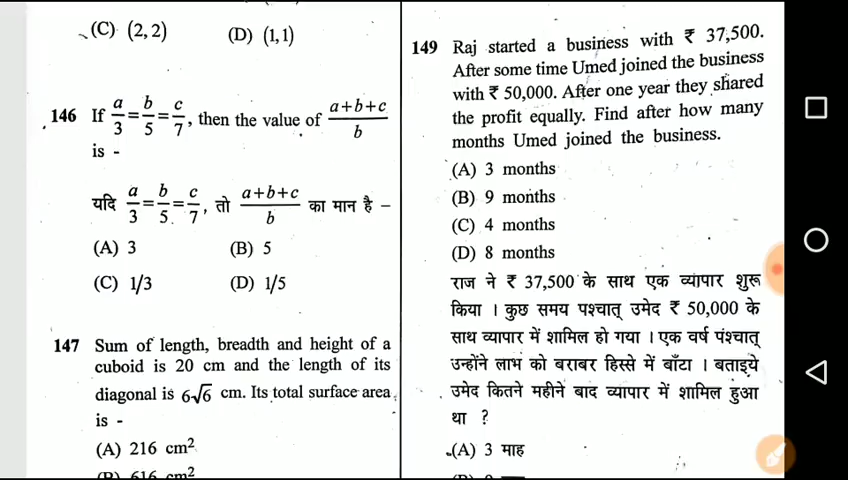 (C) (2, 2) (D) (1, 1)
146 If a/3 = b/5 = c/7, then the value of (a+b+c)/b
is -
यदि a/3 = b/5 = c/7, तो (a+b+c)/b का मान है –
(A) 3 (B) 5
(C) 1/3 (D) 1/5
147 Sum of length, breadth and height of a
cuboid is 20 cm and the length of its
diagonal is 6√6 cm. Its total surface area
is -
(A) 216 cm²
(B) 616 cm²
149 Raj started a business with ₹ 37,500.
After some time Umed joined the business
with ₹ 50,000. After one year they shared
the profit equally. Find after how many
months Umed joined the business.
(A) 3 months
(B) 9 months
(C) 4 months
(D) 8 months
राज ने ₹ 37,500 के साथ एक व्यापार शुरू
किया । कुछ समय पश्चात् उमेद ₹ 50,000 के
साथ व्यापार में शामिल हो गया । एक वर्ष पश्चात्
उन्होंने लाभ को बराबर हिस्से में बाँटा । बताइये
उमेद कितने महीने बाद व्यापार में शामिल हुआ
था ?
(A) 3 माह